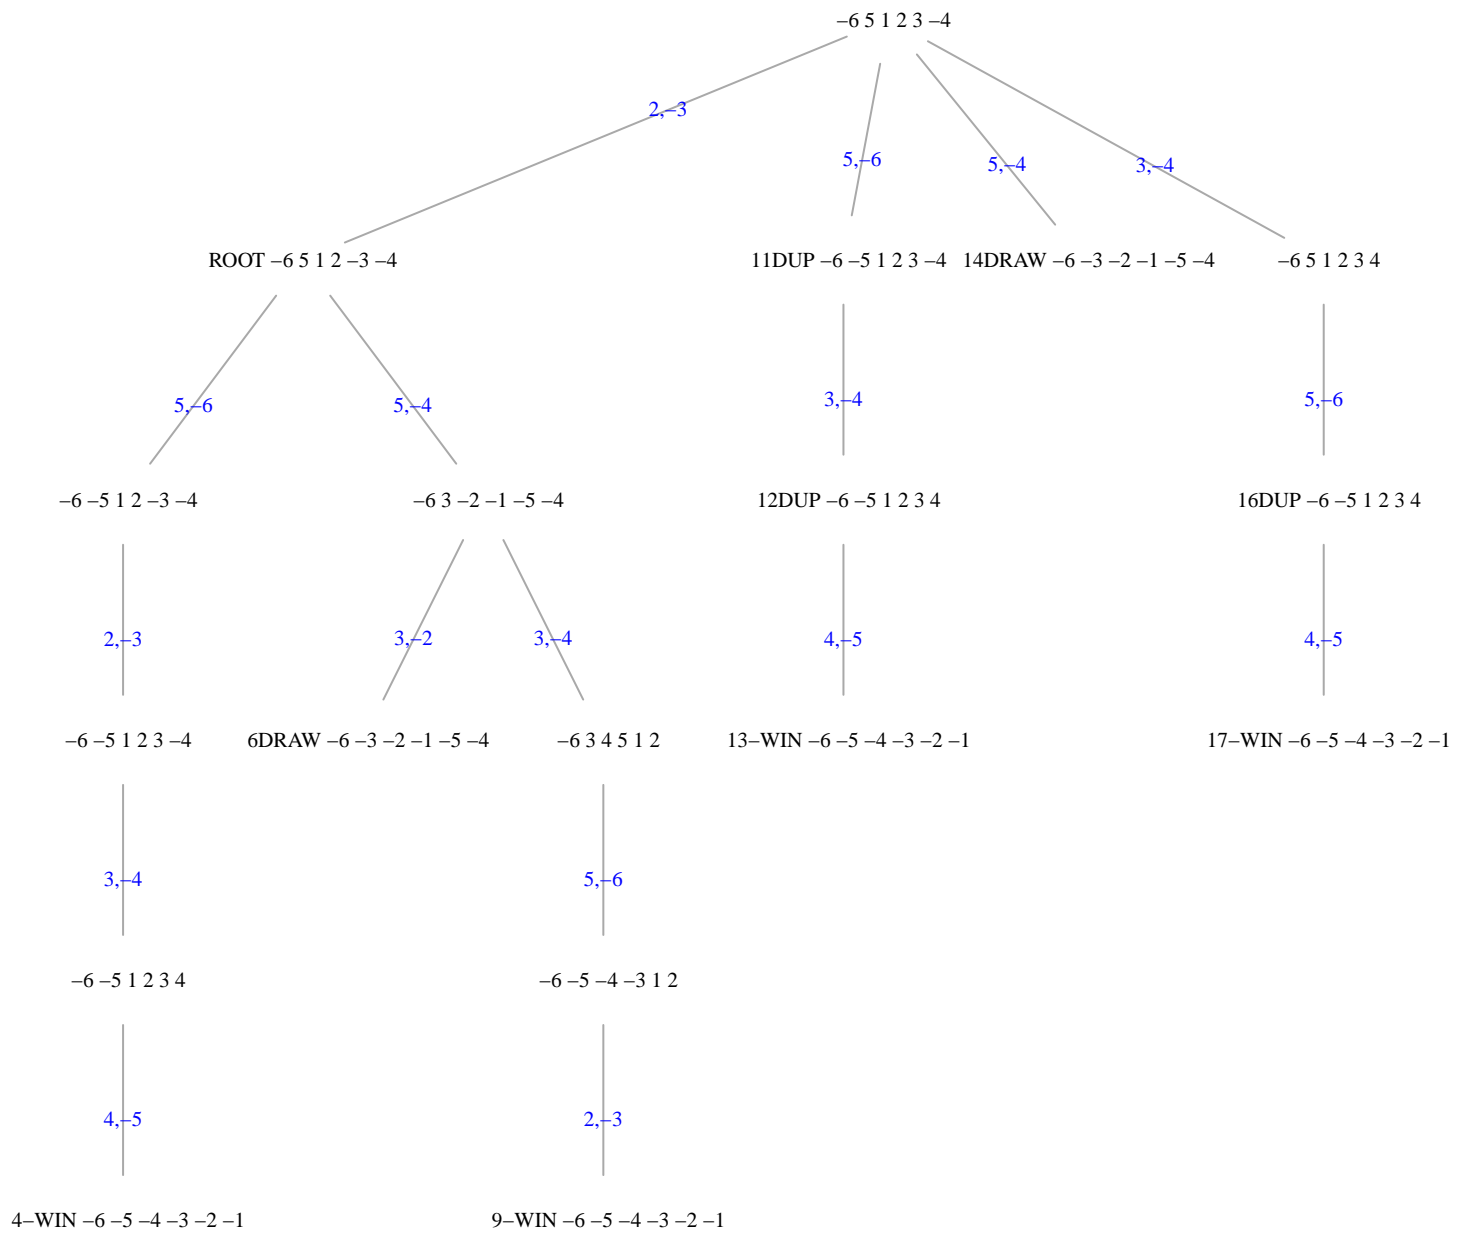 −6 5 1 2 3 −4
2,−3
5,−6
5,−4
3,−4
ROOT −6 5 1 2 −3 −4
11DUP −6 −5 1 2 3 −4
14DRAW −6 −3 −2 −1 −5 −4
−6 5 1 2 3 4
5,−6
5,−4
3,−4
5,−6
−6 −5 1 2 −3 −4
−6 3 −2 −1 −5 −4
12DUP −6 −5 1 2 3 4
16DUP −6 −5 1 2 3 4
2,−3
3,−2
3,−4
4,−5
4,−5
−6 −5 1 2 3 −4
6DRAW −6 −3 −2 −1 −5 −4
−6 3 4 5 1 2
13−WIN −6 −5 −4 −3 −2 −1
17−WIN −6 −5 −4 −3 −2 −1
3,−4
5,−6
−6 −5 1 2 3 4
−6 −5 −4 −3 1 2
4,−5
2,−3
4−WIN −6 −5 −4 −3 −2 −1
9−WIN −6 −5 −4 −3 −2 −1